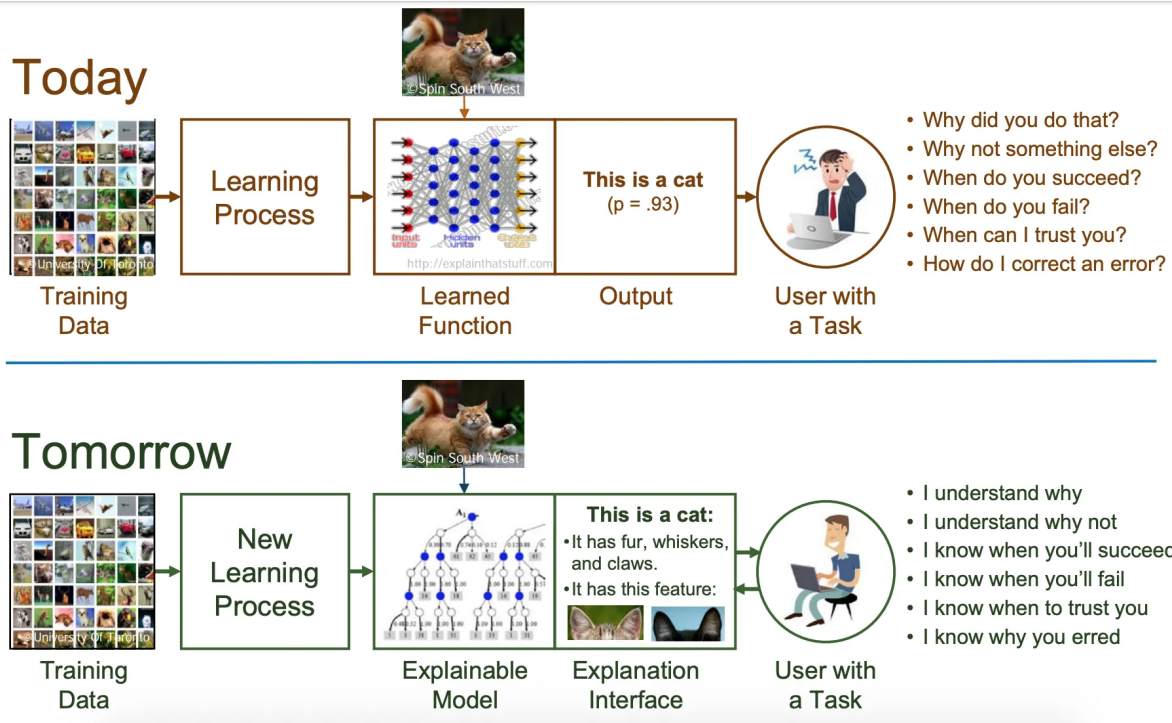 Today
©Spin South West
©University Of Toronto
Training
Data
Learning
Process
Input
units
Hidden
units
http://explainthatstuff.com
Learned
Function
This is a cat
(p = .93)
Output
User with
a Task
• Why did you do that?
• Why not something else?
• When do you succeed?
• When do you fail?
• When can I trust you?
• How do I correct an error?
Tomorrow
©Spin South West
©University Of Toronto
Training
Data
New
Learning
Process
A₁
Explainable
Model
This is a cat:
•It has fur, whiskers,
and claws.
•It has this feature:
Explanation
Interface
User with
a Task
• I understand why
• I understand why not
• I know when you'll succeed
• I know when you'll fail
• I know when to trust you
• I know why you erred